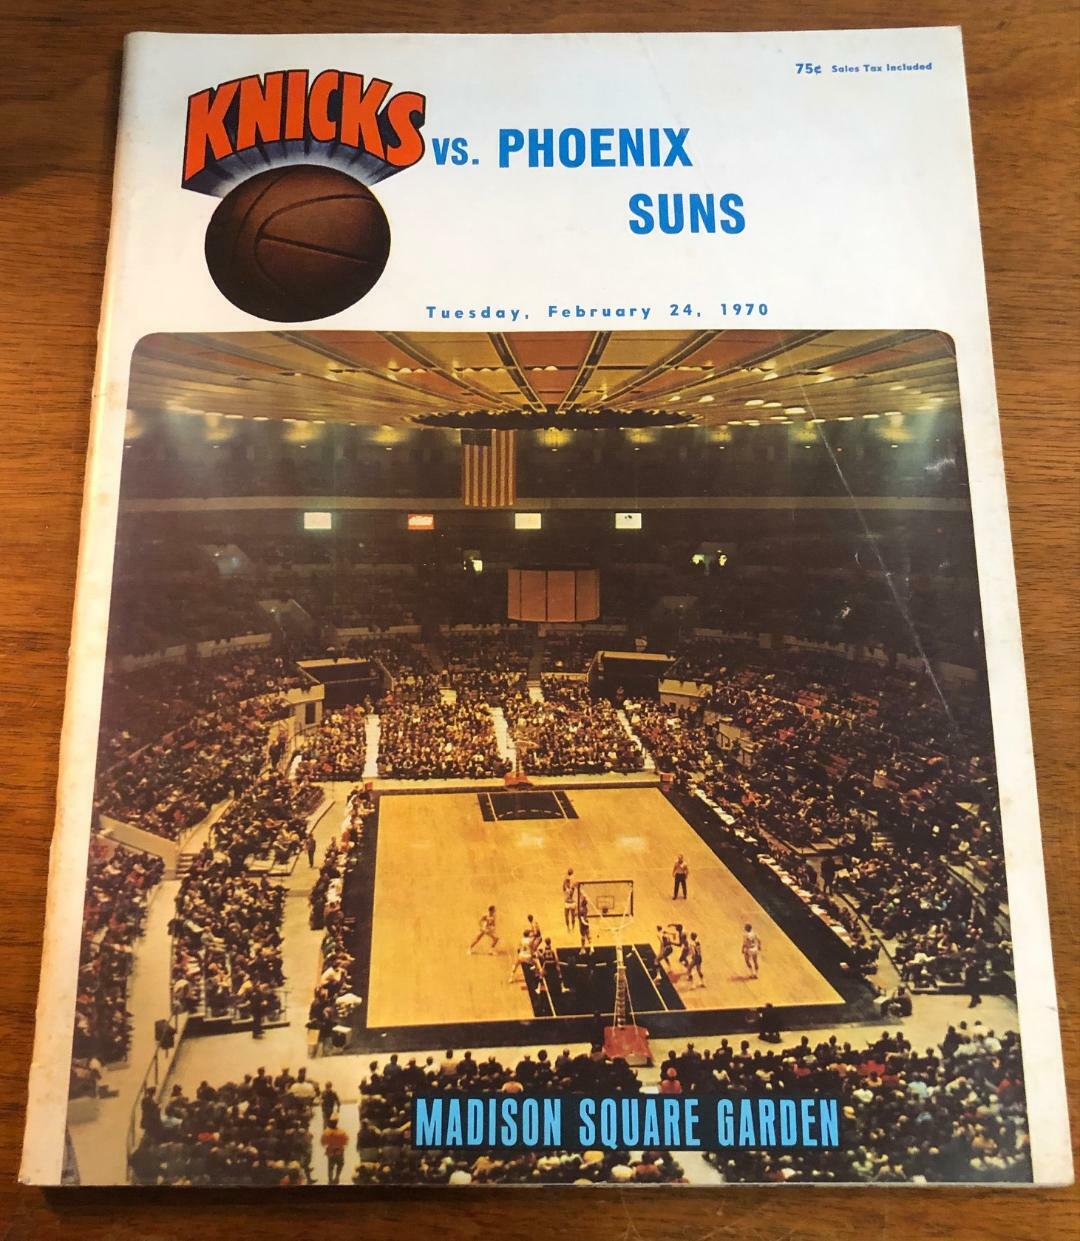 75¢ Sales Tax Included
KNICKS VS. PHOENIX
SUNS
Tuesday, February 24, 1970
MADISON SQUARE GARDEN